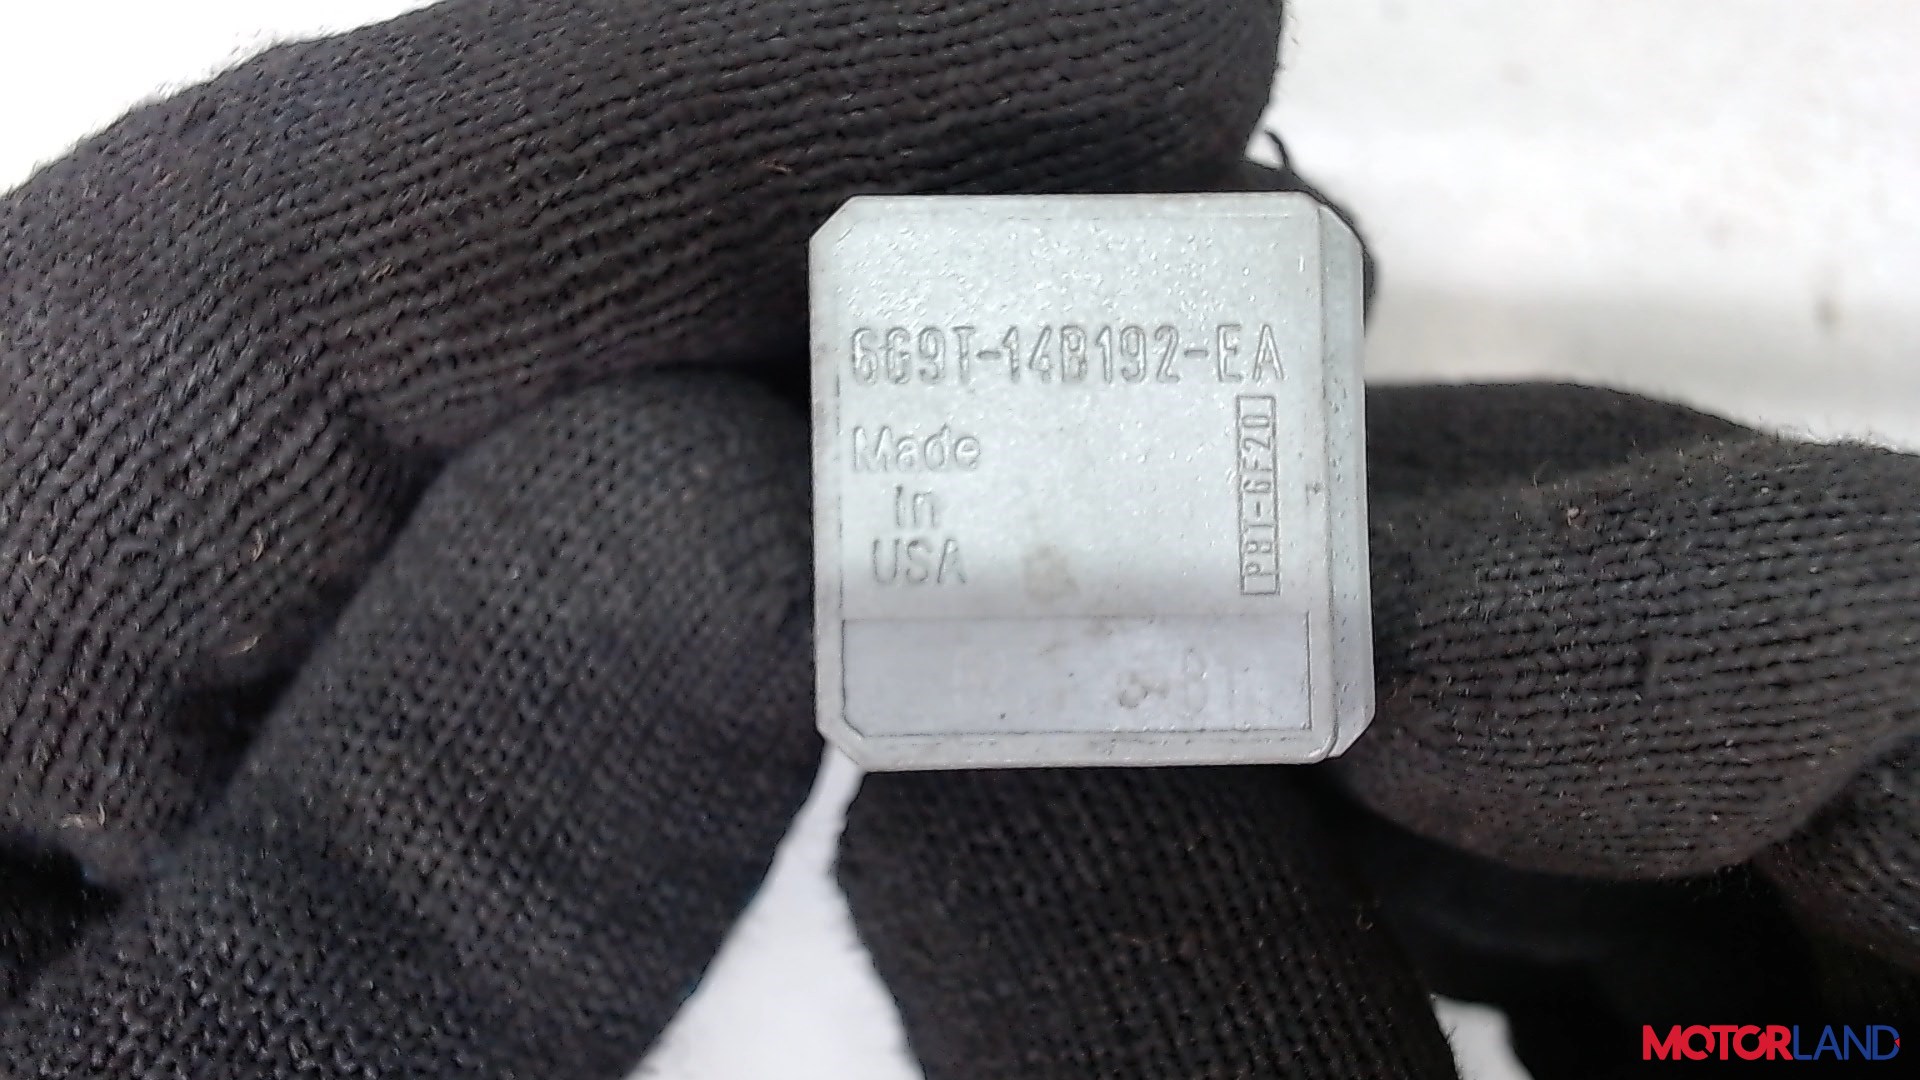 6G9T-14B192-EA
Made
in
USA
PBT-GF20
MOTORLAND